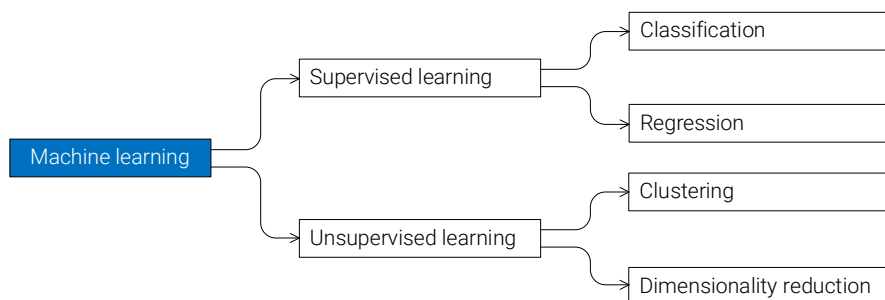 Machine learning
Supervised learning
Classification
Regression
Unsupervised learning
Clustering
Dimensionality reduction